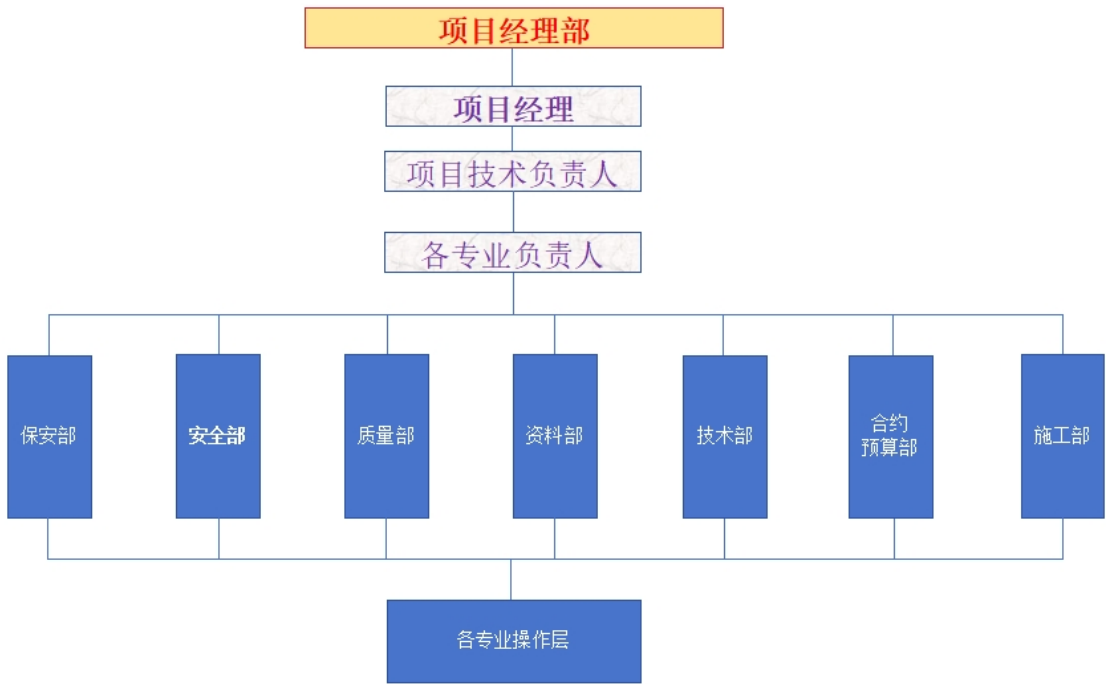 项目经理部
项目经理
项目技术负责人
各专业负责人
保安部
安全部
质量部
资料部
技术部
合约
预算部
施工部
各专业操作层